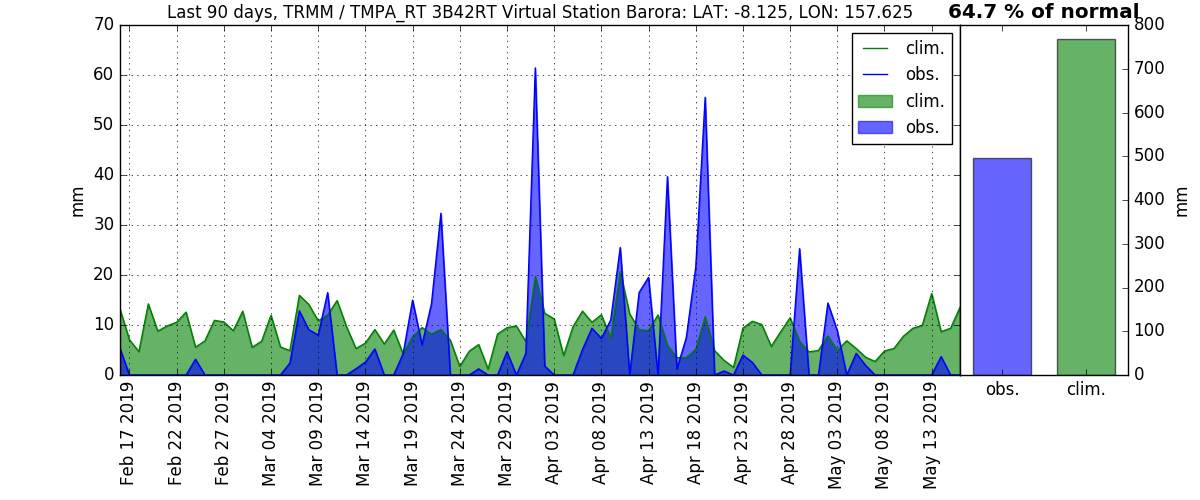 Last 90 days, TRMM / TMPA_RT 3B42RT Virtual Station Barora: LAT: -8.125, LON: 157.625
64.7 % of normal
mm
70
60
50
40
30
20
10
0
clim.
obs.
clim.
obs.
800
700
600
500
400
300
200
100
0
mm
Feb 17 2019
Feb 22 2019
Feb 27 2019
Mar 04 2019
Mar 09 2019
Mar 14 2019
Mar 19 2019
Mar 24 2019
Mar 29 2019
Apr 03 2019
Apr 08 2019
Apr 13 2019
Apr 18 2019
Apr 23 2019
Apr 28 2019
May 03 2019
May 08 2019
May 13 2019
obs.
clim.